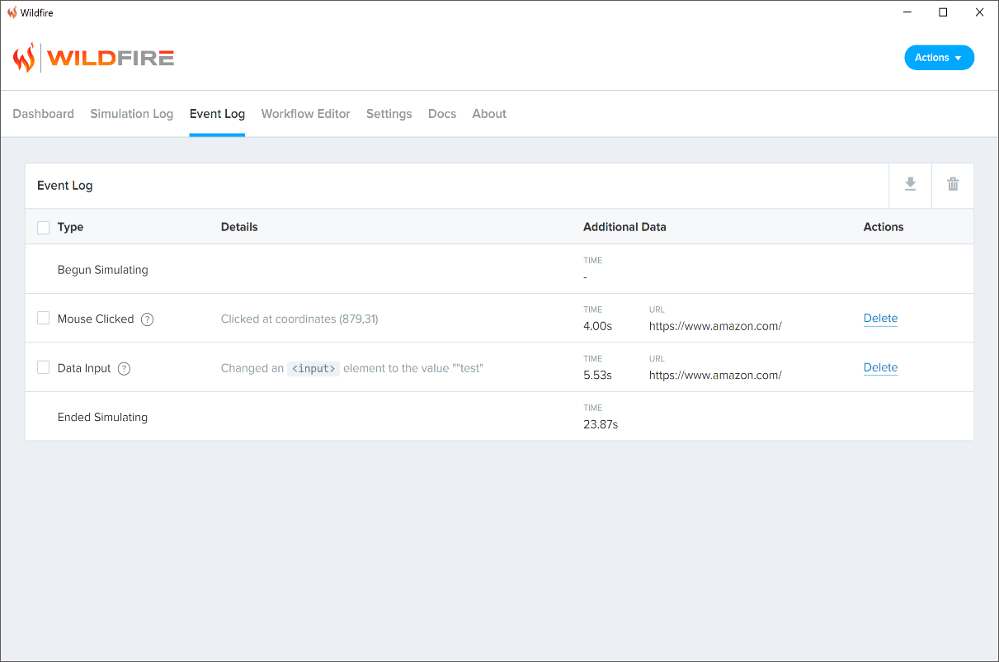 Wildfire
WILDFIRE
Actions
Dashboard Simulation Log Event Log Workflow Editor Settings Docs About
Event Log
Type Details Additional Data Actions
Begun Simulating
TIME
-
Mouse Clicked ? Clicked at coordinates (879,31)
TIME URL
4.00s https://www.amazon.com/
Delete
Data Input ? Changed an <input> element to the value ""test"
TIME URL
5.53s https://www.amazon.com/
Delete
Ended Simulating
TIME
23.87s